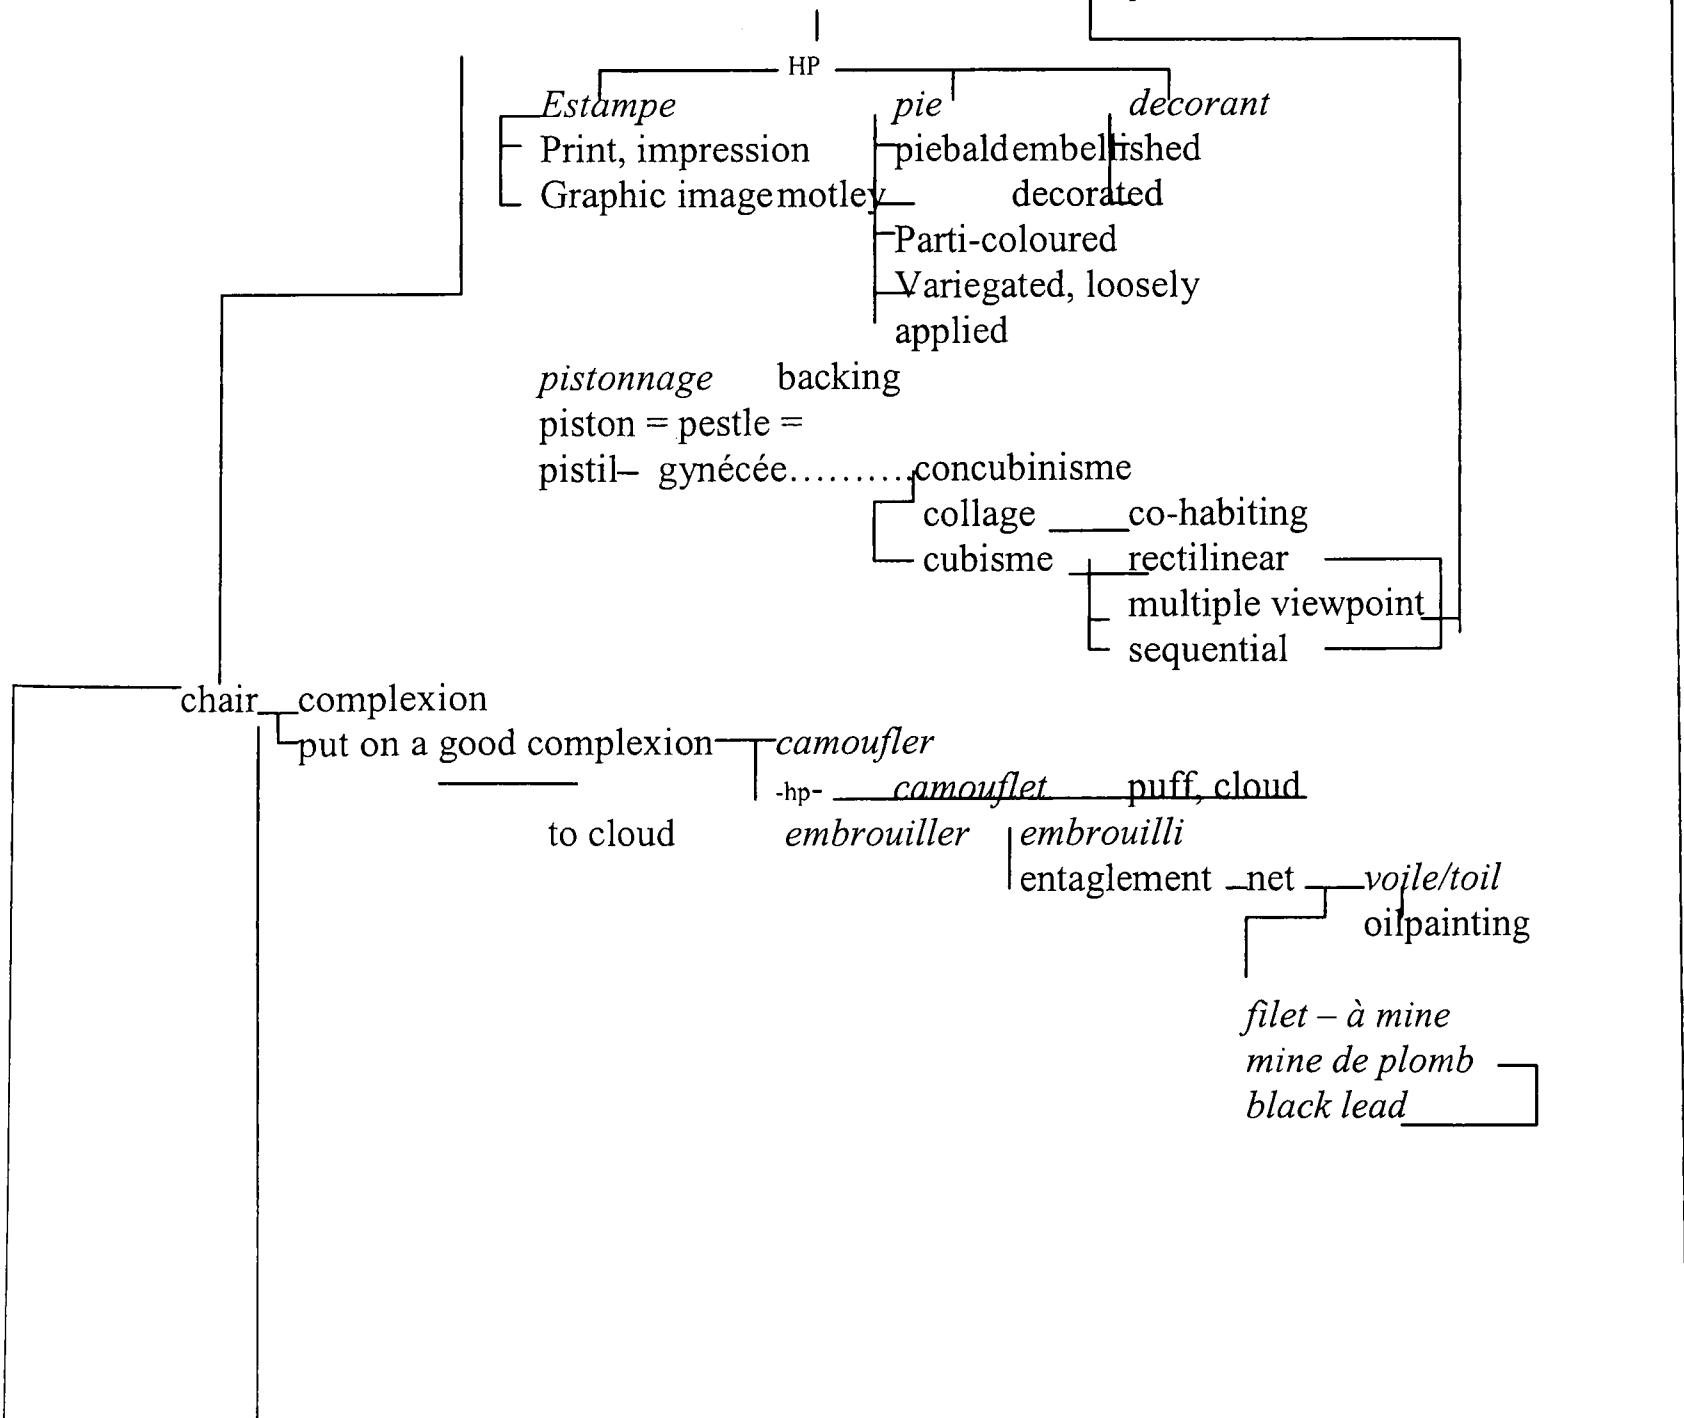 HP
Estampe pie decorant
Print, impression piebald embellished
Graphic image motley decorated
Parti-coloured
Variegated, loosely
applied
pistonnage backing
piston = pestle =
pistil– gynécée..........concubinisme
collage co-habiting
cubisme rectilinear
multiple viewpoint
sequential
chair complexion
put on a good complexion camoufler
-hp- camouflet puff, cloud
to cloud embrouiller embrouilli
entaglement net voile/toil
oilpainting
filet – à mine
mine de plomb
black lead